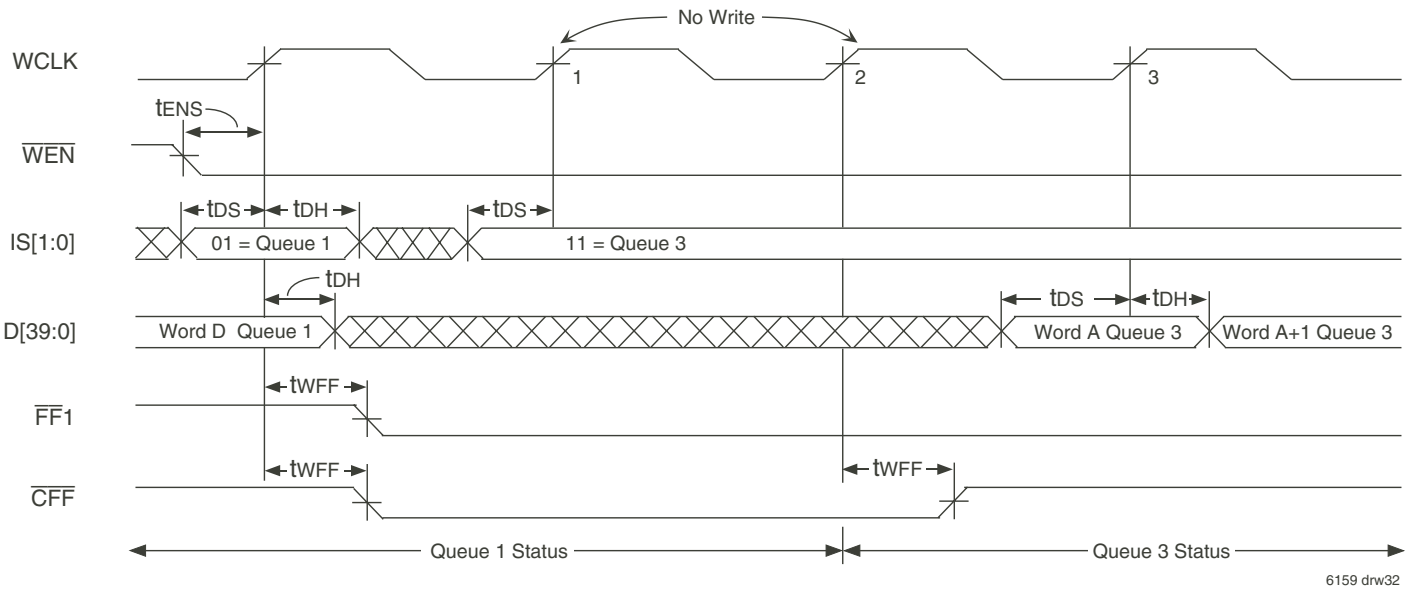 No Write
WCLK
1
2
3
tENS
WEN
tDS
tDH
tDS
IS[1:0]
01 = Queue 1
11 = Queue 3
tDH
tDS
tDH
D[39:0]
Word D Queue 1
Word A Queue 3
Word A+1 Queue 3
tWFF
FF1
tWFF
tWFF
CFF
Queue 1 Status
Queue 3 Status
6159 drw32